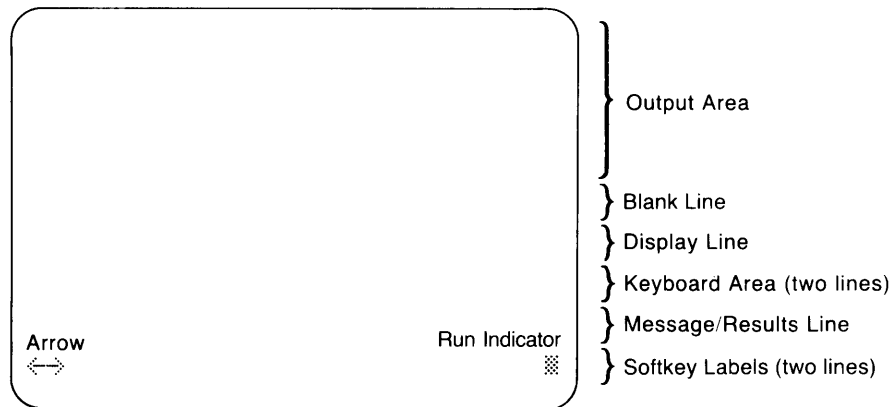 Output Area
Blank Line
Display Line
Keyboard Area (two lines)
Message/Results Line
Arrow
Run Indicator
Softkey Labels (two lines)